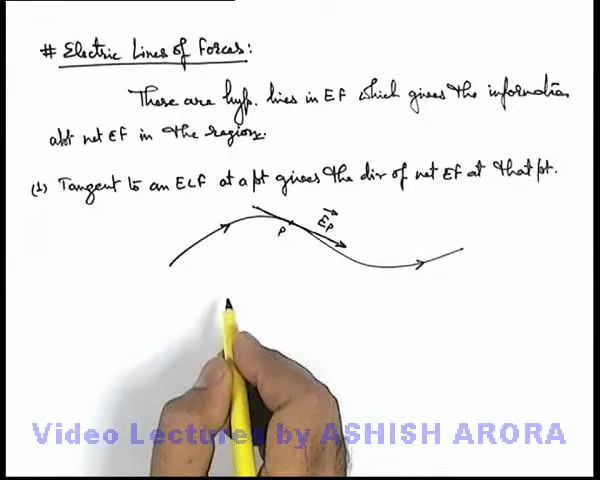 # Electric Lines of Forces:
These are hyp. lines in EF which gives the information
abt net EF in the region.
(1) Tangent to an ELF at a pt gives the dir of net EF at that pt.
P
E⃗P
Video Lectures by ASHISH ARORA